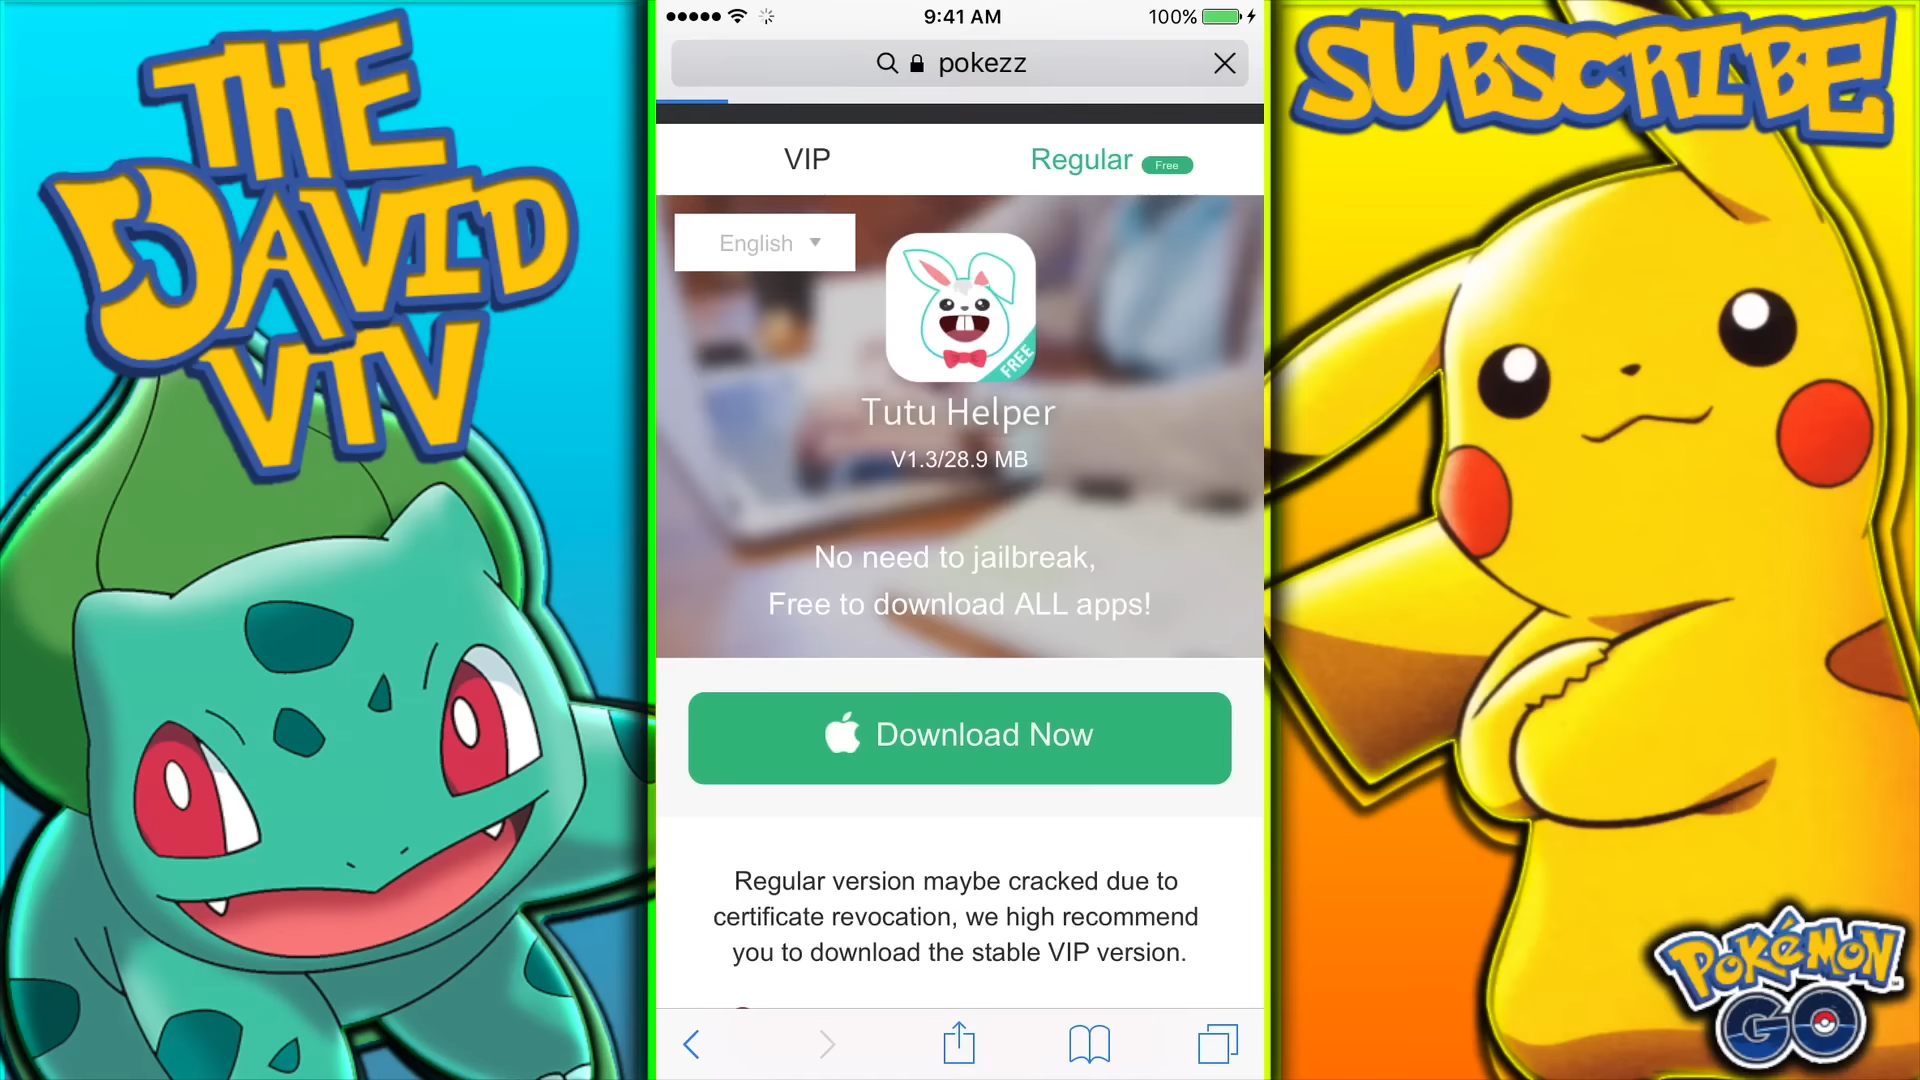 THE
DAVID
VTV
9:41 AM
100%
pokezz
VIP
Regular Free
English
FREE
Tutu Helper
V1.3/28.9 MB
No need to jailbreak,
Free to download ALL apps!
Download Now
Regular version maybe cracked due to
certificate revocation, we high recommend
you to download the stable VIP version.
SUBSCRIBE
POKéMON
GO